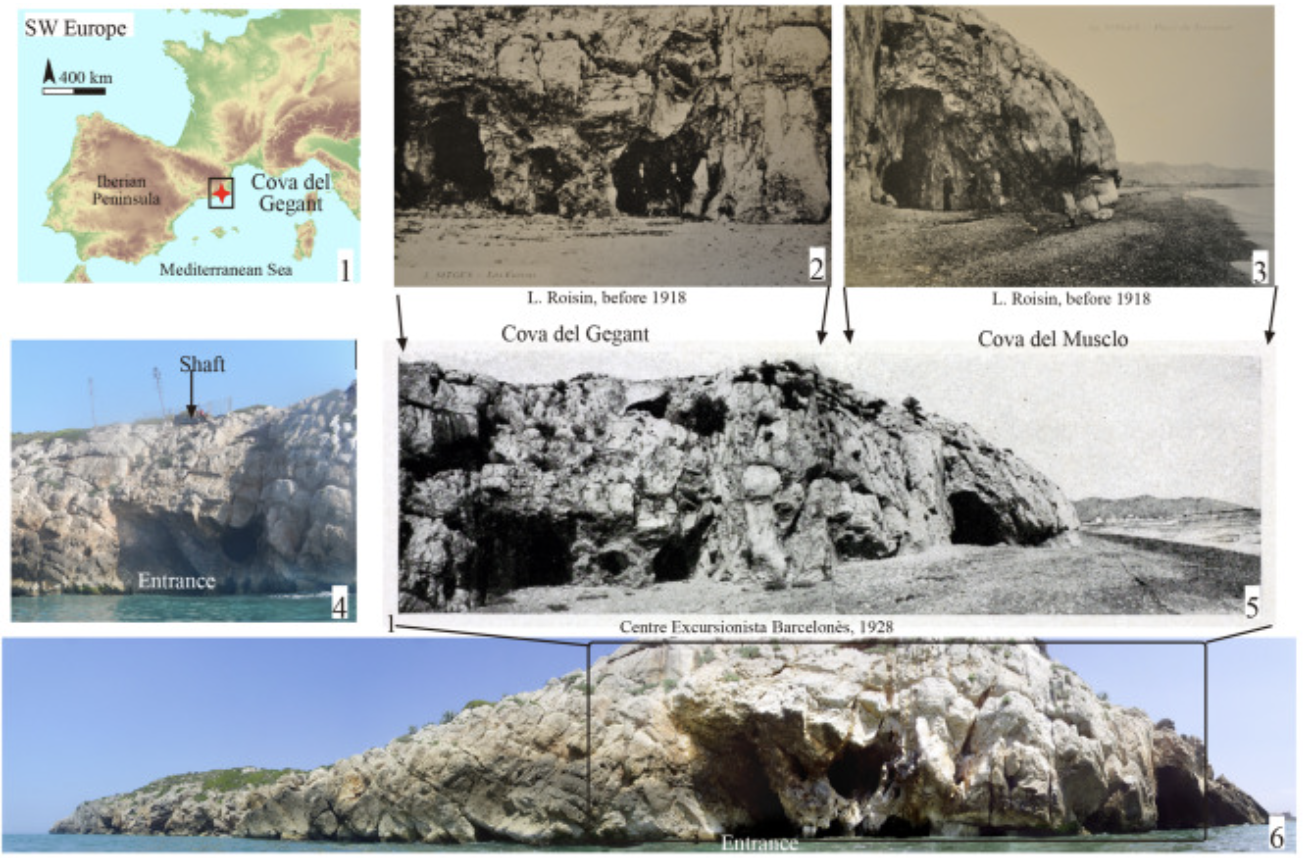 SW Europe
400 km
Iberian
Peninsula
Cova del
Gegant
Mediterranean Sea
1
2
3
L. Roisin, before 1918
L. Roisin, before 1918
Cova del Gegant
Cova del Musclo
Shaft
Entrance
4
5
1
Centre Excursionista Barcelonès, 1928
Entrance
6